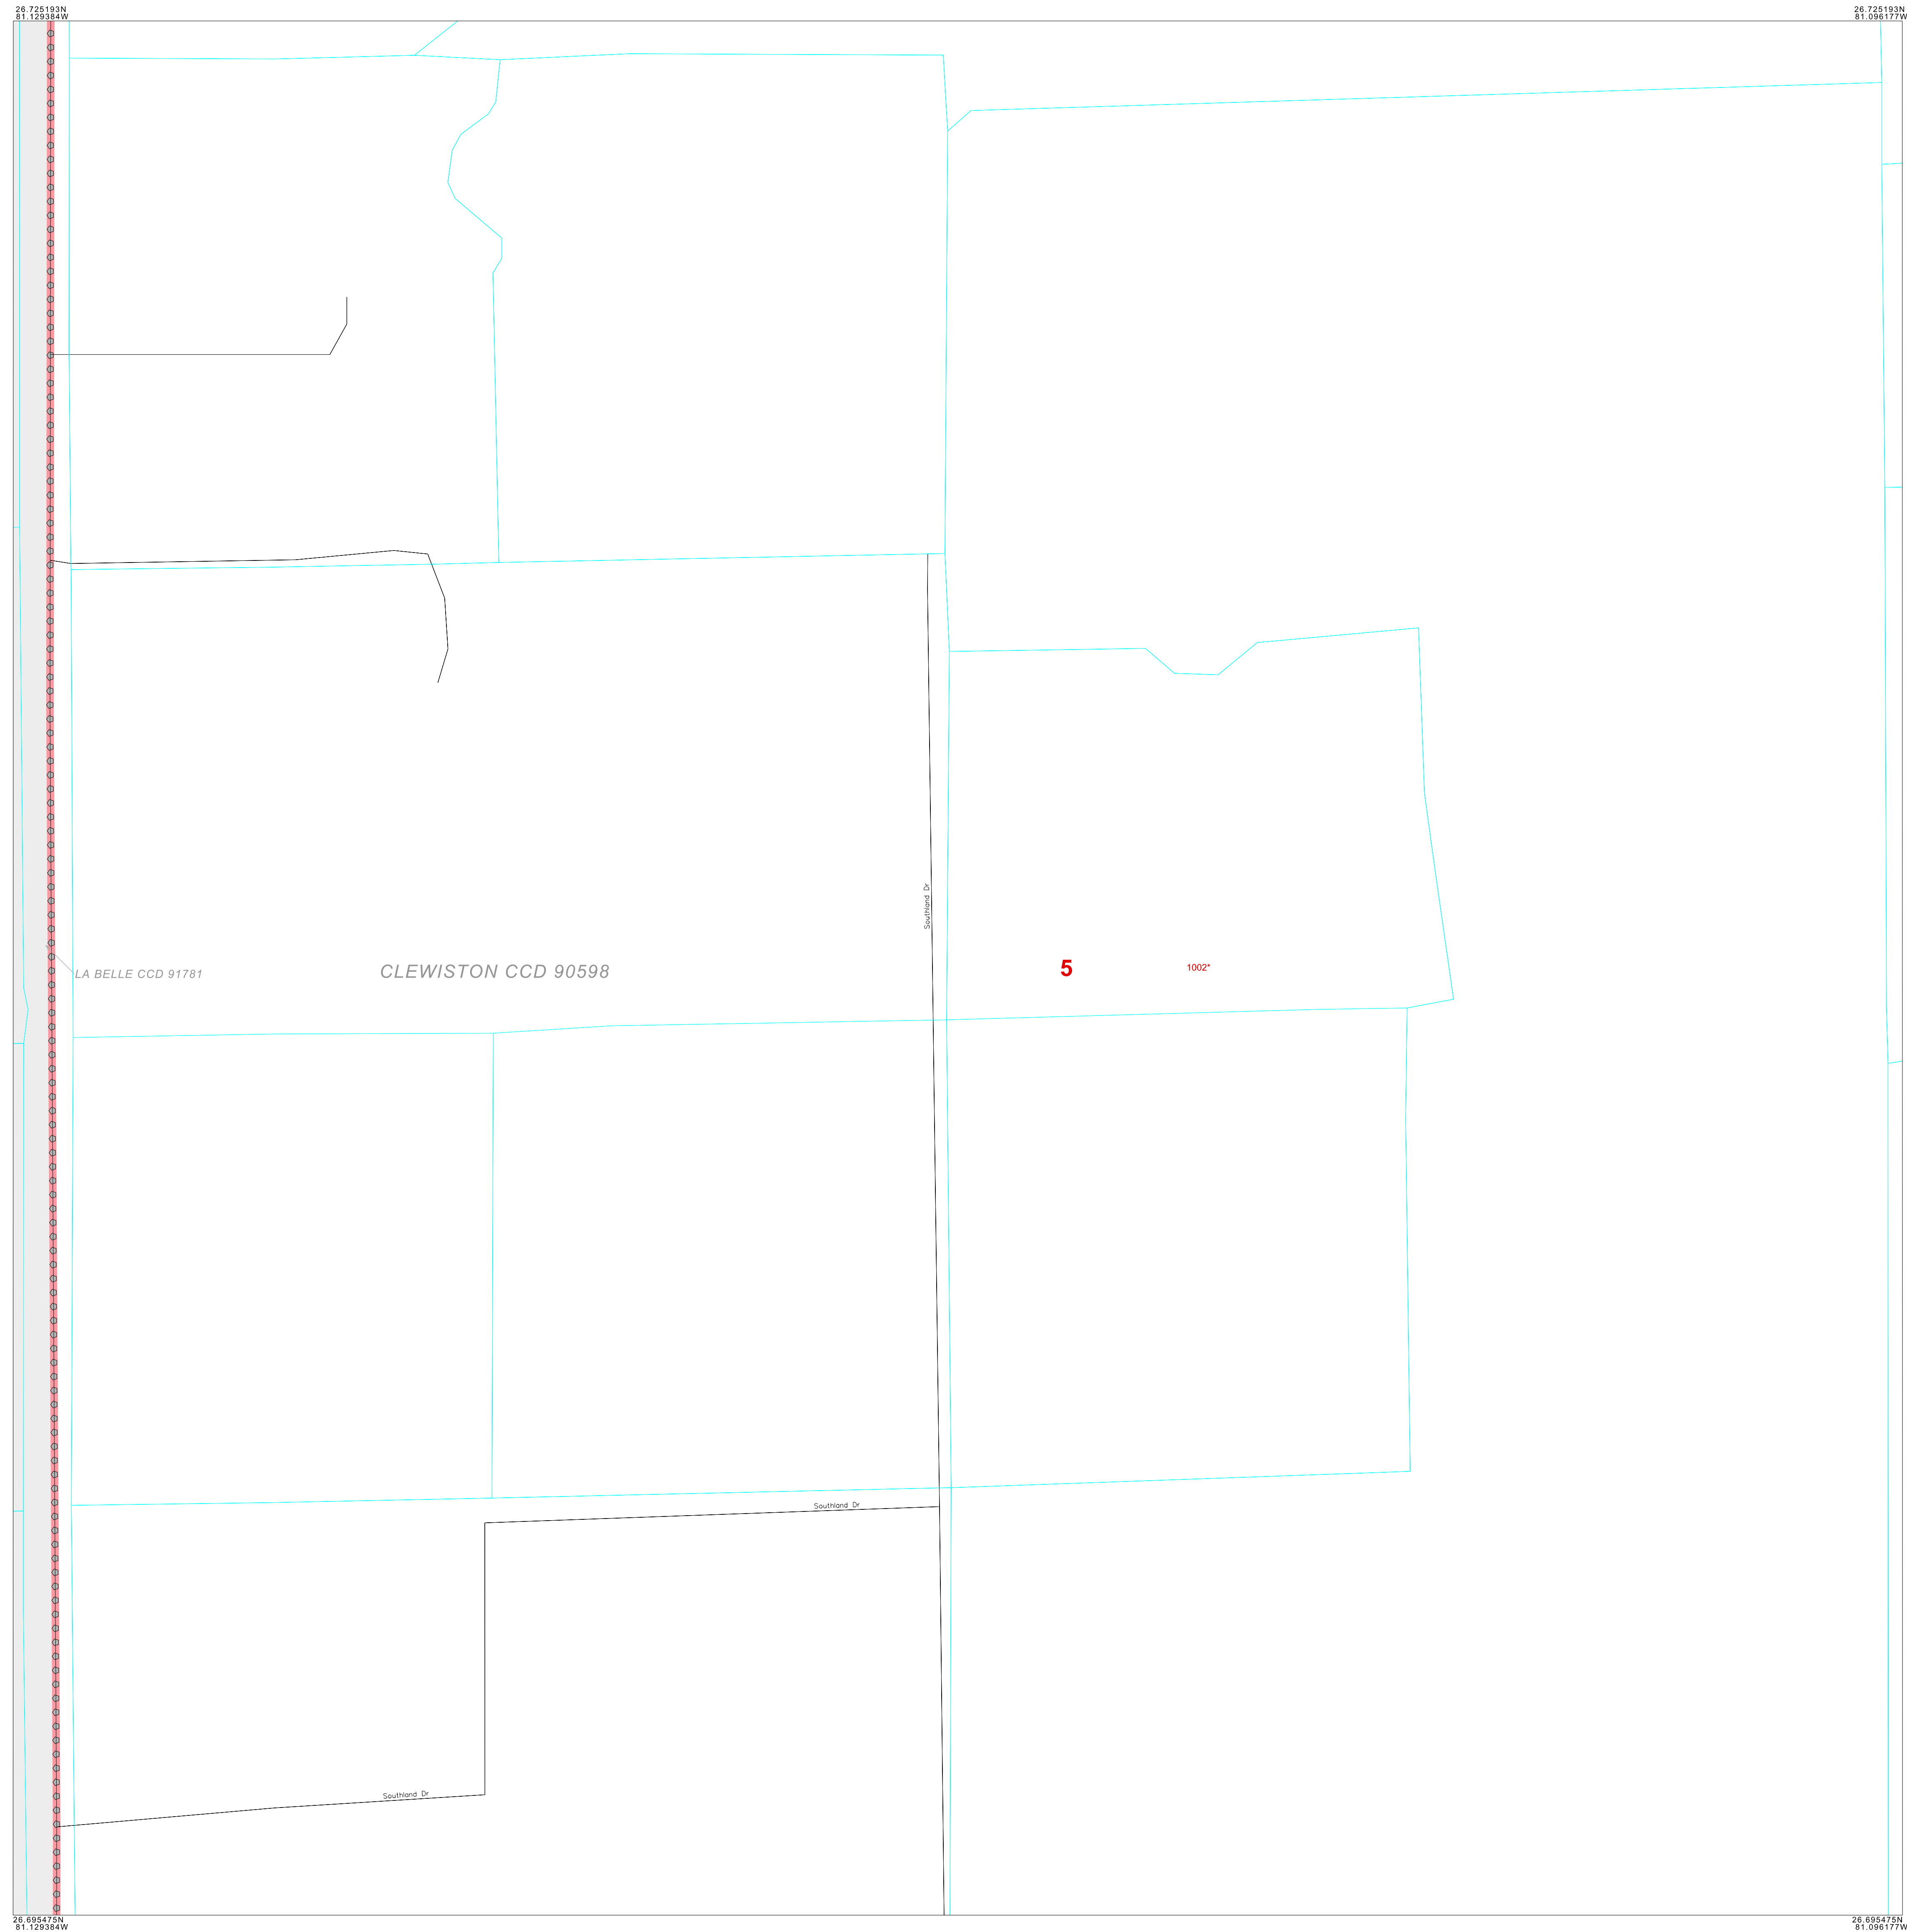 26.725193N
81.129384W
26.725193N
81.096177W
Southland Dr
LA BELLE CCD 91781
CLEWISTON CCD 90598
5
1002*
Southland Dr
Southland Dr
26.695475N
81.129384W
26.695475N
81.096177W